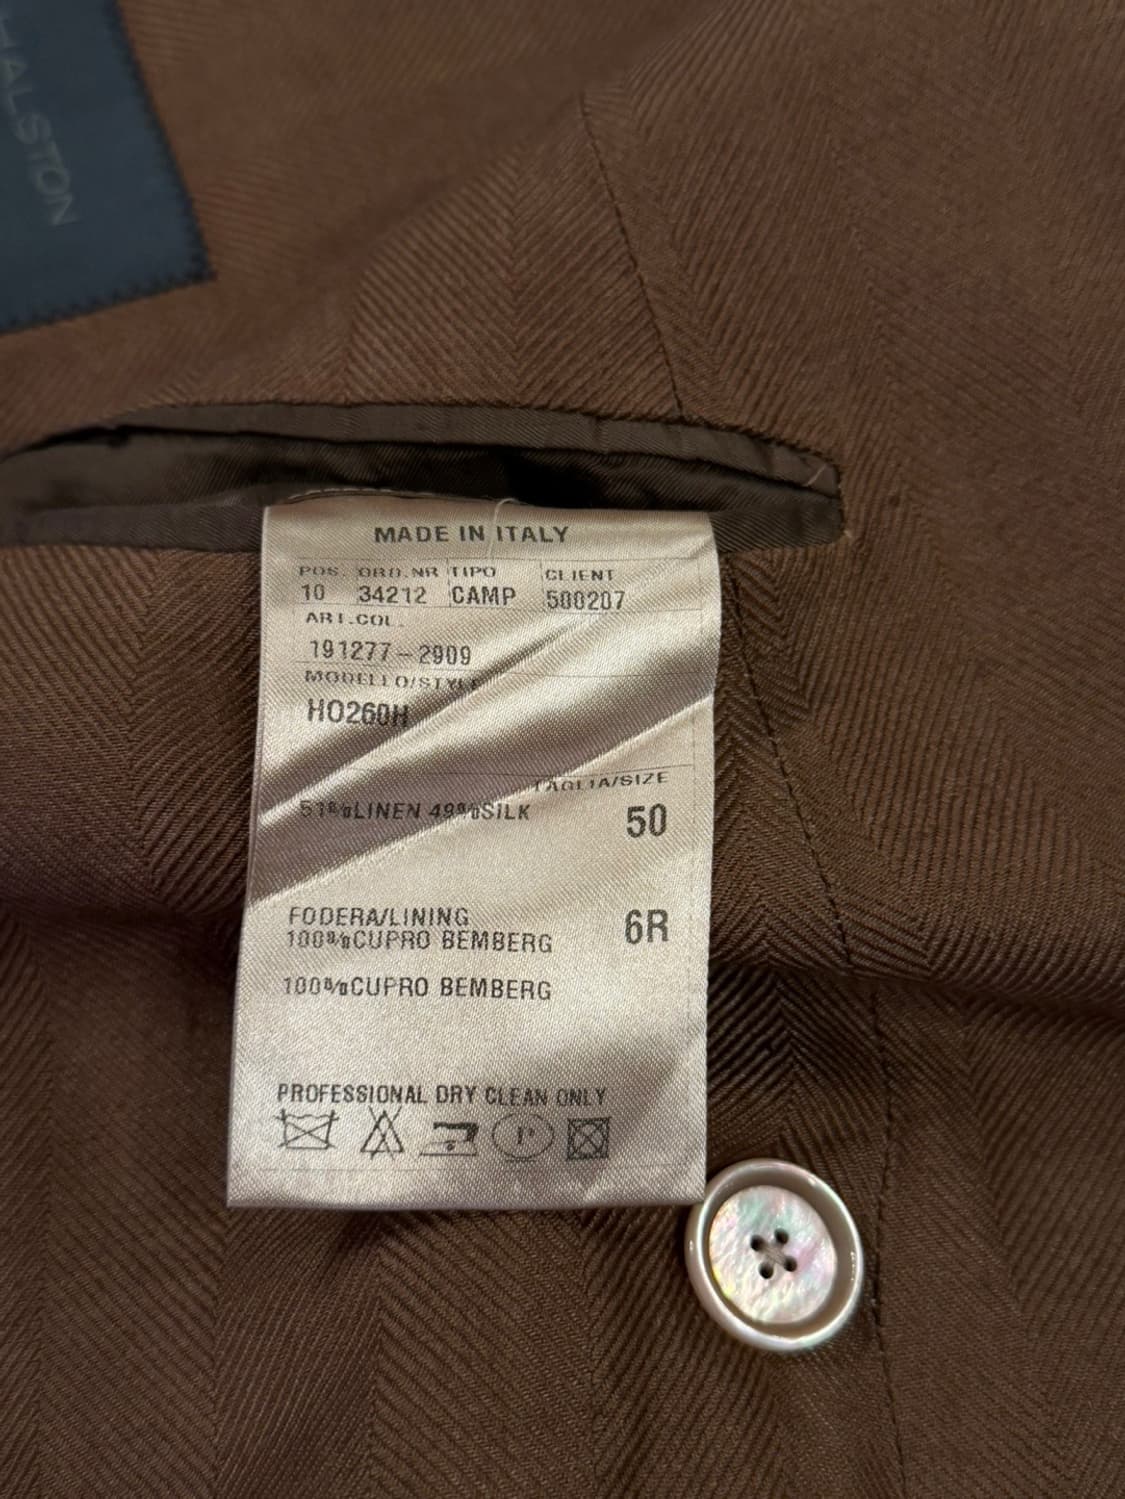 HALSTON
MADE IN ITALY
POS. ORD.NR TIPO CLIENT
10 34212 CAMP 500207
ART.COL.
191277-2909
MODELLO/STYLE
HO260H
TAGLIA/SIZE
51%LINEN 49%SILK
50
FODERA/LINING
6R
100%CUPRO BEMBERG
100%CUPRO BEMBERG
PROFESSIONAL DRY CLEAN ONLY
P